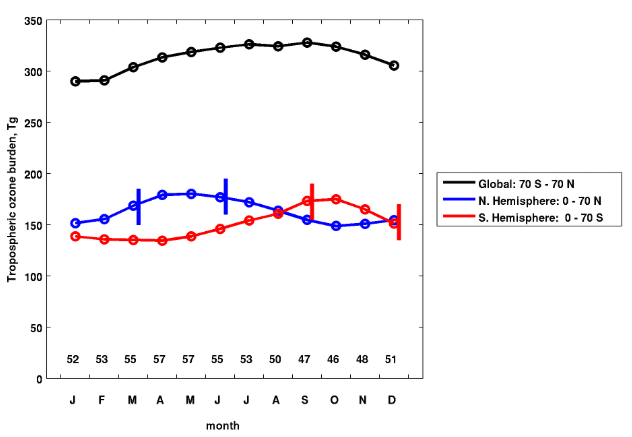 350
300
250
200
150
100
50
0
Tropospheric ozone burden, Tg
52 53 55 57 57 55 53 50 47 46 48 51
J F M A M J J A S O N D
month
Global: 70 S - 70 N
N. Hemisphere: 0 - 70 N
S. Hemisphere: 0 - 70 S